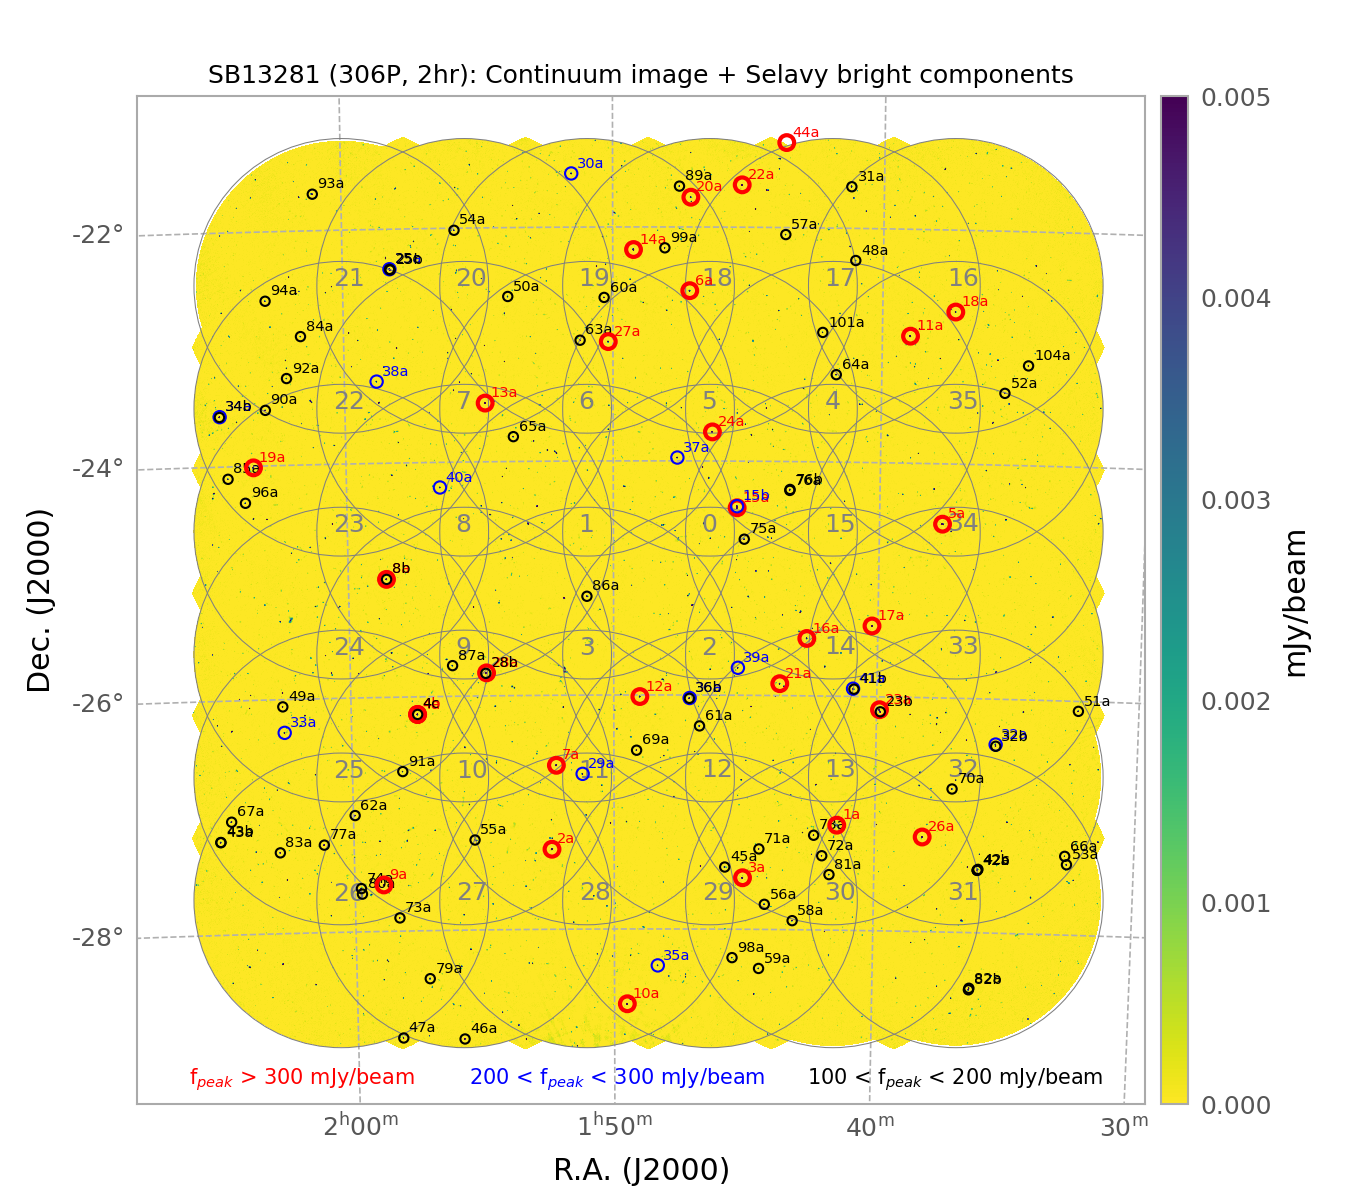 SB13281 (306P, 2hr): Continuum image + Selavy bright components
0.005
44a
30a
89a
20a
22a
31a
93a
54a
57a
-22°
14a
99a
48a
25b
21
20
19
18
17
16
6a
94a
50a
60a
18a
0.004
84a
63a
27a
101a
11a
104a
92a
38a
64a
52a
34b
90a
22
7
13a
6
5
4
35
65a
24a
37a
19a
-24°
96a
40a
76b
15b
0.003
23
8
1
0
15
5a
34
75a
8b
86a
17a
16a
24
9
3
2
14
33
87a
28b
39a
21a
41b
12a
36b
49a
4c
23b
51a
-26°
0.002
61a
33a
69a
32b
7a
29a
91a
25
10
11
12
13
32
70a
67a
62a
1a
43b
77a
55a
2a
71a
72a
26a
66a
53a
83a
45a
81a
42b
9a
3a
26
27
28
29
30
31
73a
56a
58a
0.001
-28°
98a
59a
35a
79a
82b
10a
47a
46a
f peak > 300 mJy/beam
200 < f peak < 300 mJy/beam
100 < f peak < 200 mJy/beam
0.000
2h00m
1h50m
40m
30m
R.A. (J2000)
Dec. (J2000)
mJy/beam